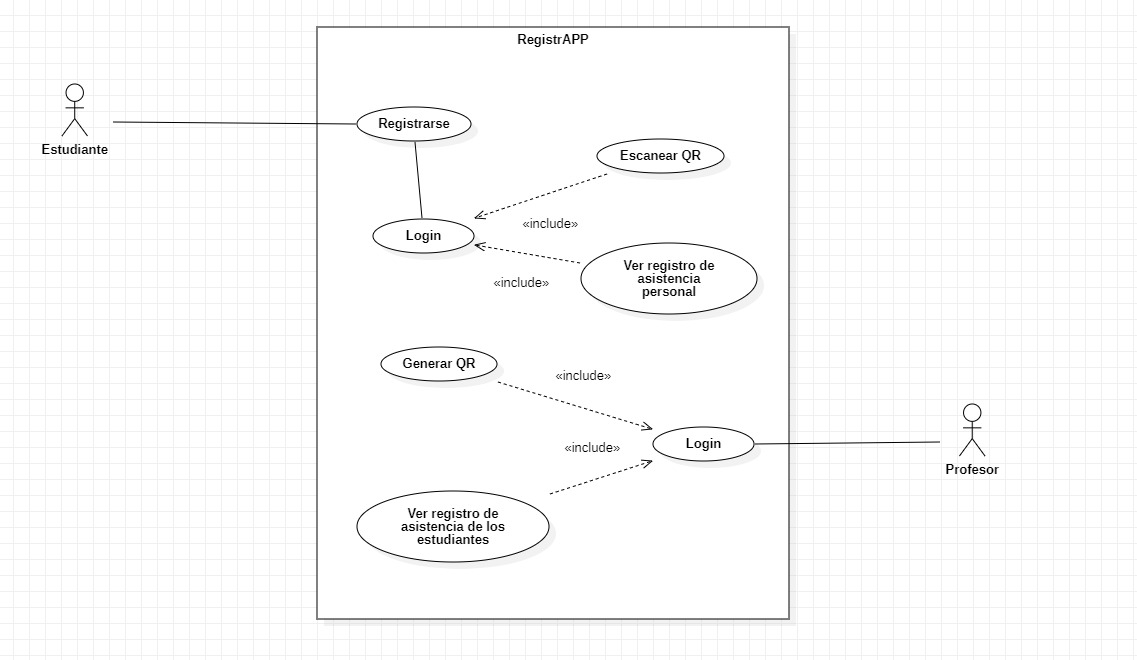 RegistrAPP
Estudiante
Registrarse
Escanear QR
«include»
Login
Ver registro de
asistencia
personal
«include»
Generar QR
«include»
Login
«include»
Profesor
Ver registro de
asistencia de los
estudiantes